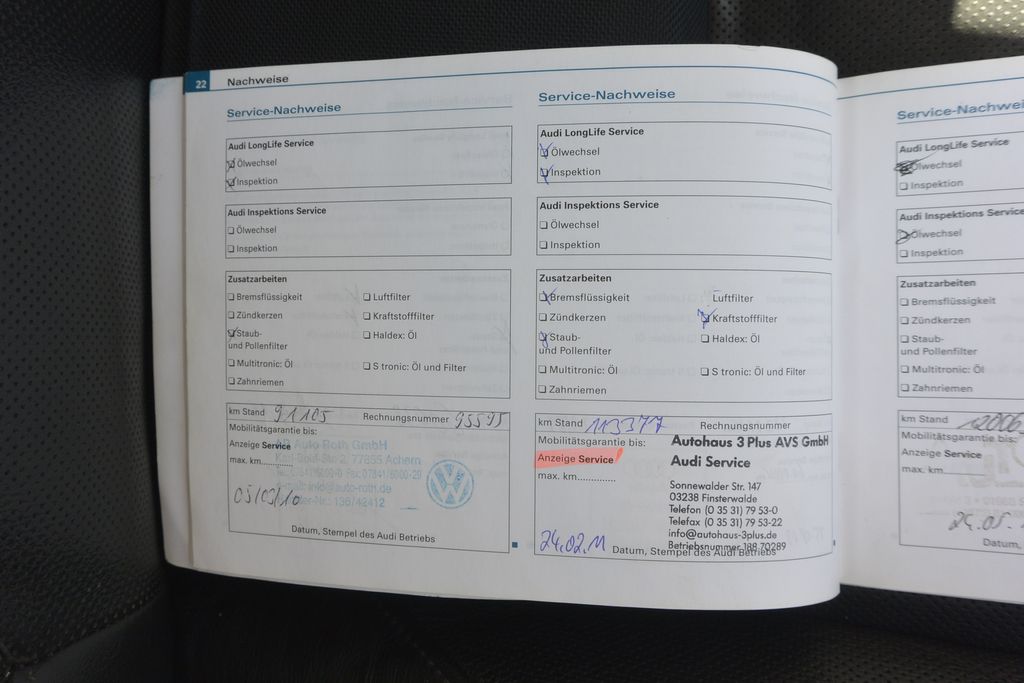 22 Nachweise
Service-Nachweise
Audi LongLife Service
Ölwechsel
Inspektion
Audi Inspektions Service
Ölwechsel
Inspektion
Zusatzarbeiten
Bremsflüssigkeit Luftfilter
Zündkerzen Kraftstofffilter
Staub- Haldex: Öl
und Pollenfilter
Multitronic: Öl S tronic: Öl und Filter
Zahnriemen
km Stand 91105 Rechnungsnummer 95595
Mobilitätsgarantie bis:
Auto Roth GmbH
Anzeige Service
77855 Achern
max. km..............
05/03/10
Datum, Stempel des Audi Betriebs
Service-Nachweise
Audi LongLife Service
Ölwechsel
Inspektion
Audi Inspektions Service
Ölwechsel
Inspektion
Zusatzarbeiten
Bremsflüssigkeit Luftfilter
Zündkerzen Kraftstofffilter
Staub- Haldex: Öl
und Pollenfilter
Multitronic: Öl S tronic: Öl und Filter
Zahnriemen
km Stand 113377 Rechnungsnummer
Mobilitätsgarantie bis: Autohaus 3 Plus AVS GmbH
Anzeige Service Audi Service
max. km..............
Sonnewalder Str. 147
03238 Finsterwalde
Telefon (0 35 31) 79 53-0
Telefax (0 35 31) 79 53-22
info@autohaus-3plus.de
Betriebsnummer 188 70289
24.02.11 Datum, Stempel des Audi Betriebs
Service-Nachwei
Audi LongLife Service
Ölwechsel
Inspektion
Audi Inspektions Service
Ölwechsel
Inspektion
Zusatzarbeiten
Bremsflüssigkeit
Zündkerzen
Staub-
und Pollenfilter
Multitronic: Öl
Zahnriemen
km Stand
Mobilitätsgarantie bis:
Anzeige Service
max. km..............
24.05.
Datum,